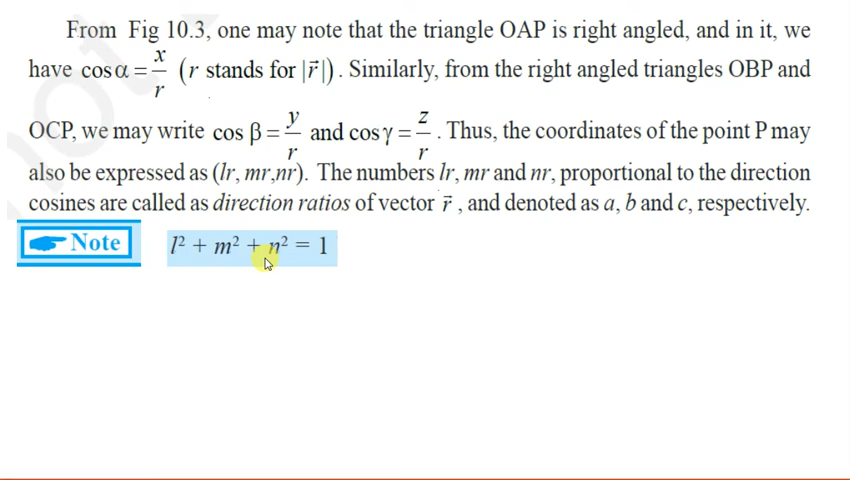 From Fig 10.3, one may note that the triangle OAP is right angled, and in it, we
have cos α = x/r (r stands for |r⃗|). Similarly, from the right angled triangles OBP and
OCP, we may write cos β = y/r and cos γ = z/r. Thus, the coordinates of the point P may
also be expressed as (lr, mr,nr). The numbers lr, mr and nr, proportional to the direction
cosines are called as direction ratios of vector r⃗, and denoted as a, b and c, respectively.
Note l² + m² + n² = 1
not